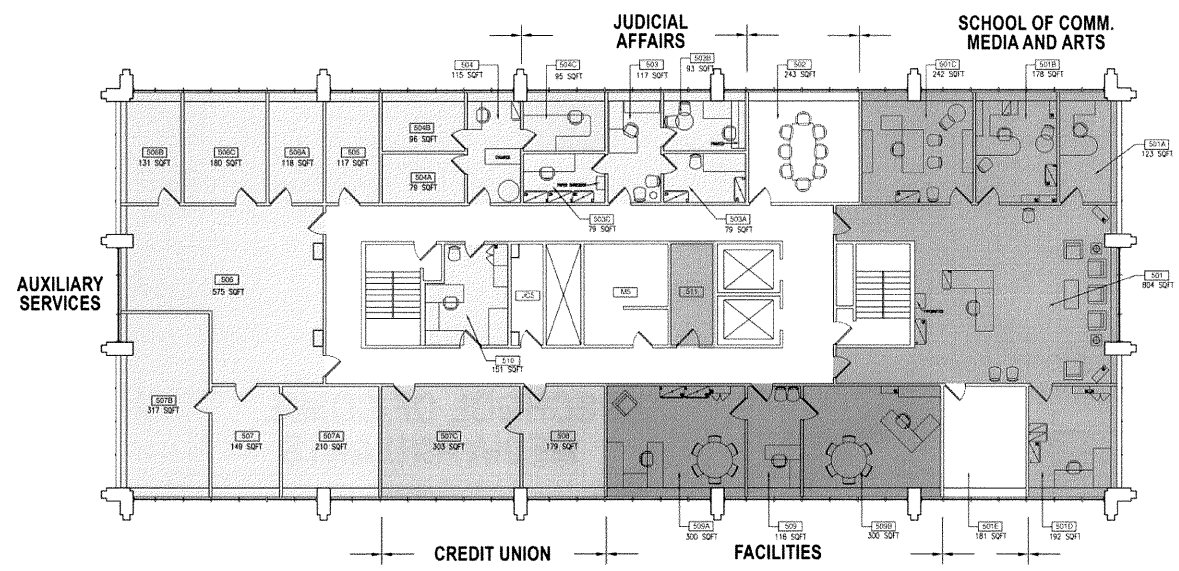 JUDICIAL
AFFAIRS
SCHOOL OF COMM.
MEDIA AND ARTS
504
115 SQFT
504C
95 SQFT
503
117 SQFT
503B
93 SQFT
502
243 SQFT
501C
242 SQFT
501B
178 SQFT
506B
131 SQFT
506C
180 SQFT
506A
118 SQFT
505
117 SQFT
504B
96 SQFT
504A
79 SQFT
501A
123 SQFT
503C
79 SQFT
503A
79 SQFT
AUXILIARY
SERVICES
506
575 SQFT
JC5
M5
511
501
804 SQFT
510
151 SQFT
507B
317 SQFT
507
149 SQFT
507A
210 SQFT
507C
303 SQFT
508
179 SQFT
509A
300 SQFT
509
116 SQFT
509B
300 SQFT
501E
181 SQFT
501D
192 SQFT
CREDIT UNION
FACILITIES